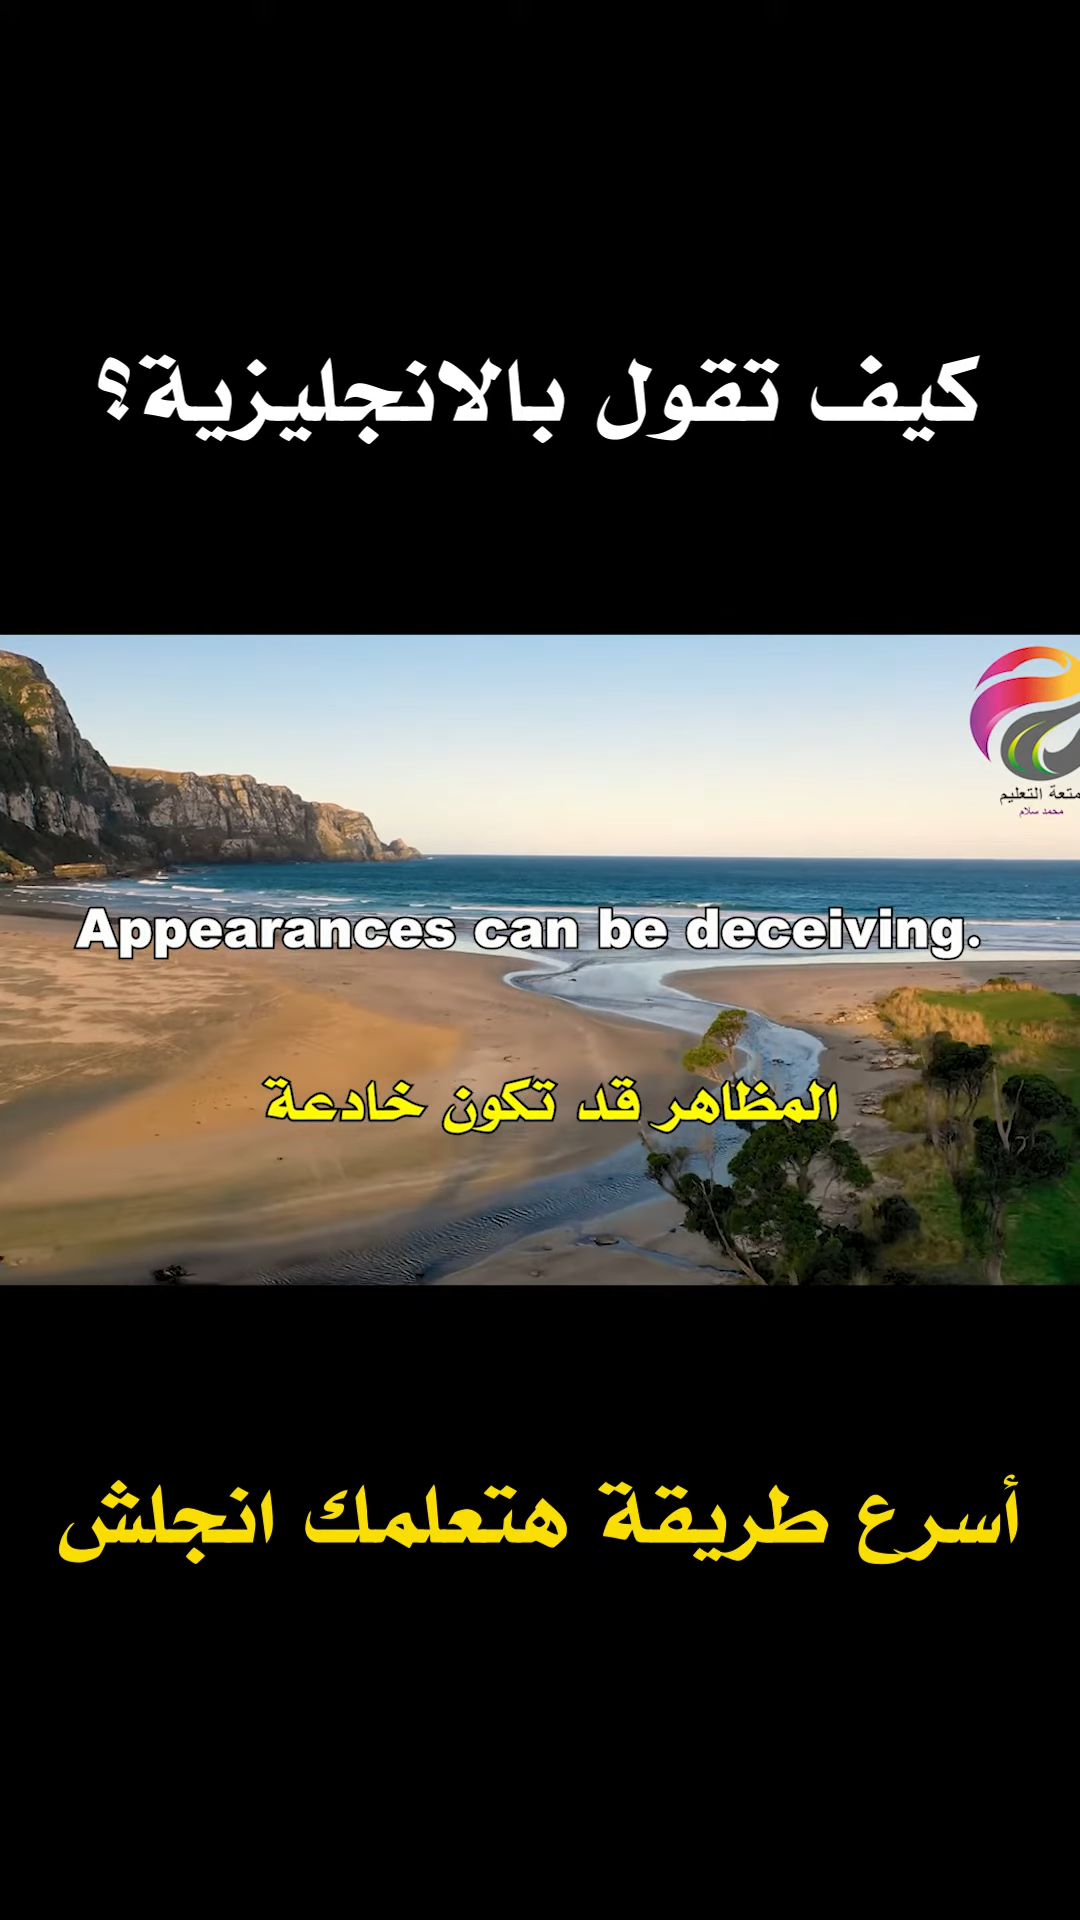 كيف تقول بالانجليزية؟
متعة التعليم
محمد سلام
Appearances can be deceiving.
المظاهر قد تكون خادعة
أسرع طريقة هتعلمك انجلش